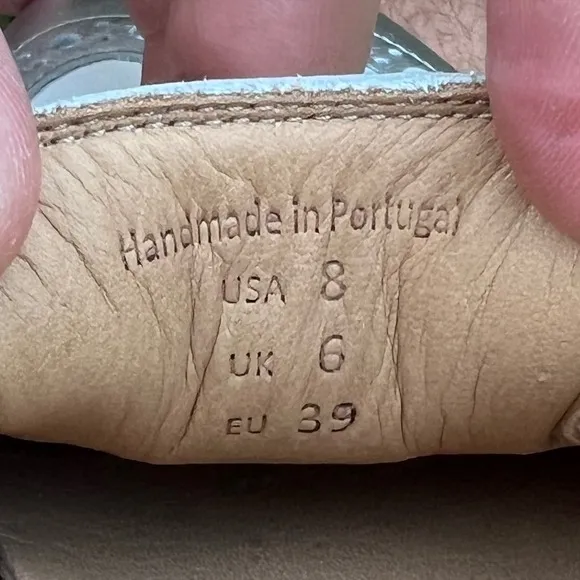 Handmade in Portugal
USA 8
UK 6
EU 39